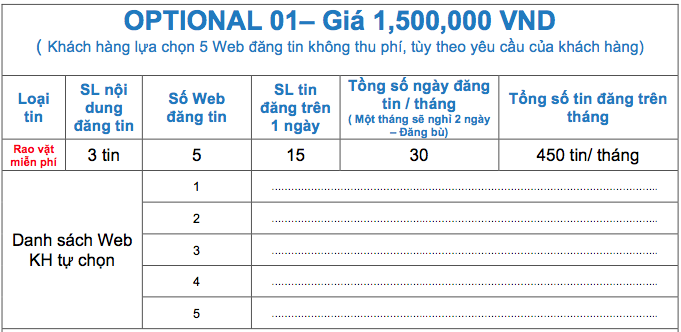 OPTIONAL 01– Giá 1,500,000 VND
( Khách hàng lựa chọn 5 Web đăng tin không thu phí, tùy theo yêu cầu của khách hàng)
Loại tin
SL nội dung đăng tin
Số Web đăng tin
SL tin đăng trên 1 ngày
Tổng số ngày đăng tin / tháng
( Một tháng sẽ nghỉ 2 ngày – Đăng bù)
Tổng số tin đăng trên tháng
Rao vặt miễn phí
3 tin
5
15
30
450 tin/ tháng
Danh sách Web KH tự chọn
1
2
3
4
5